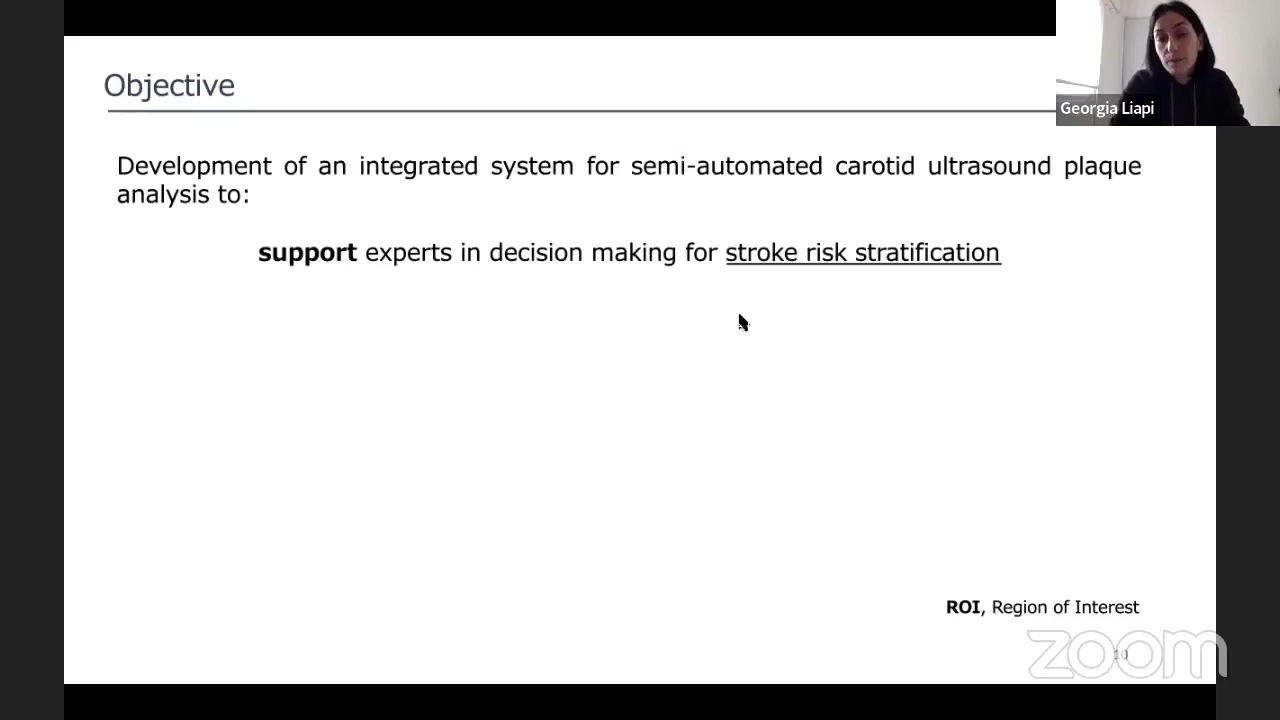 Objective
Georgia Liapi
Development of an integrated system for semi-automated carotid ultrasound plaque
analysis to:
support experts in decision making for stroke risk stratification
ROI, Region of Interest
zoom
10